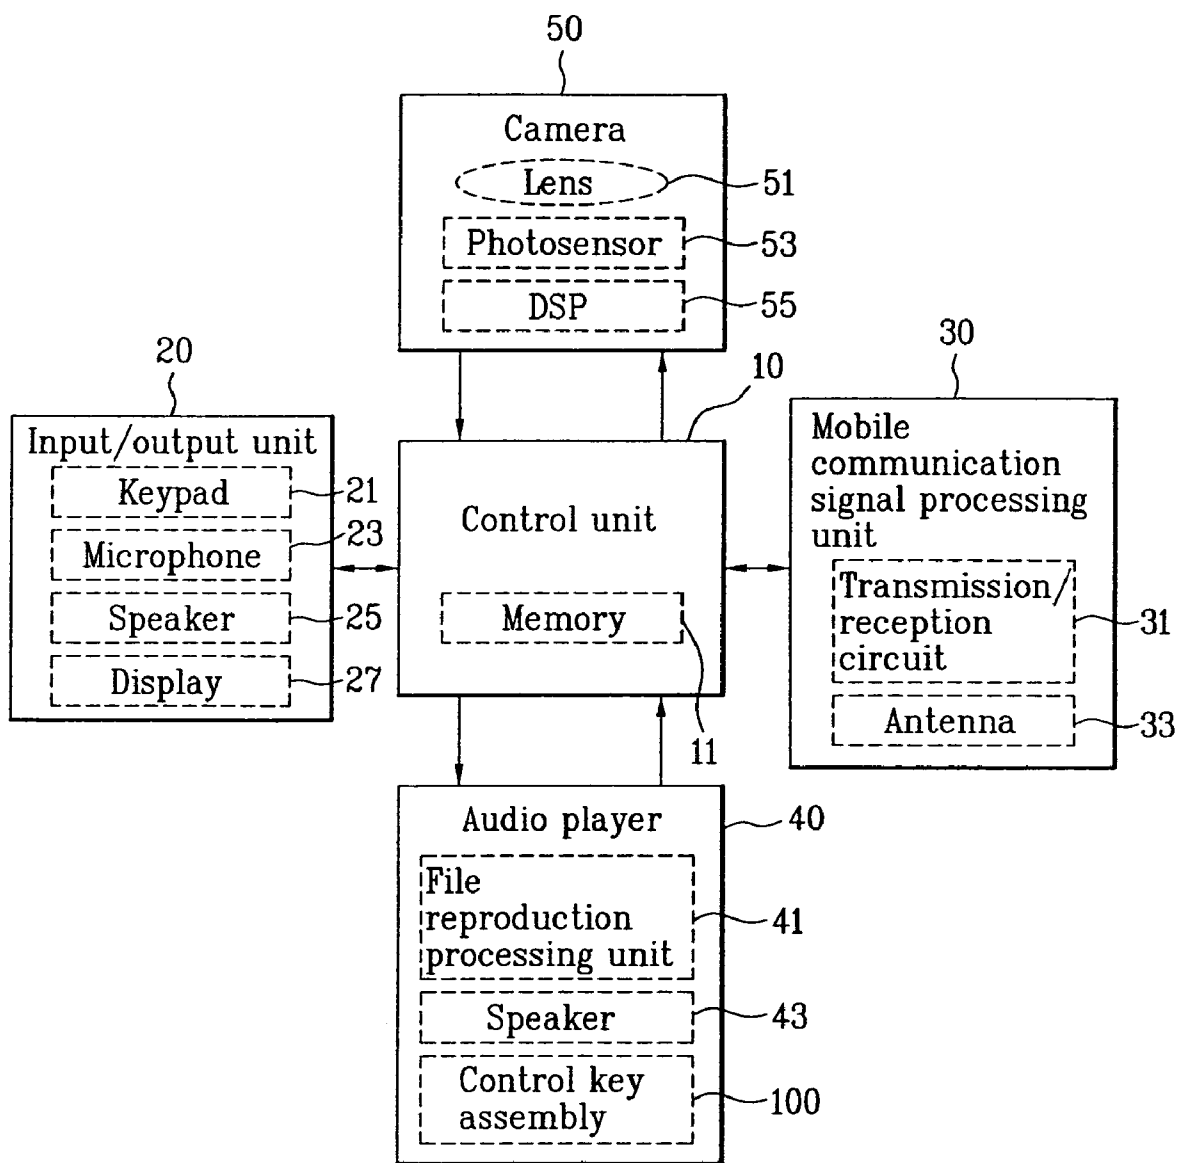 50
Camera
Lens
51
Photosensor
53
DSP
55
20
Input/output unit
Keypad
21
Microphone
23
Speaker
25
Display
27
10
Control unit
Memory
11
30
Mobile
communication
signal processing
unit
Transmission/
reception
circuit
31
Antenna
33
Audio player
40
File
reproduction
processing unit
41
Speaker
43
Control key
assembly
100